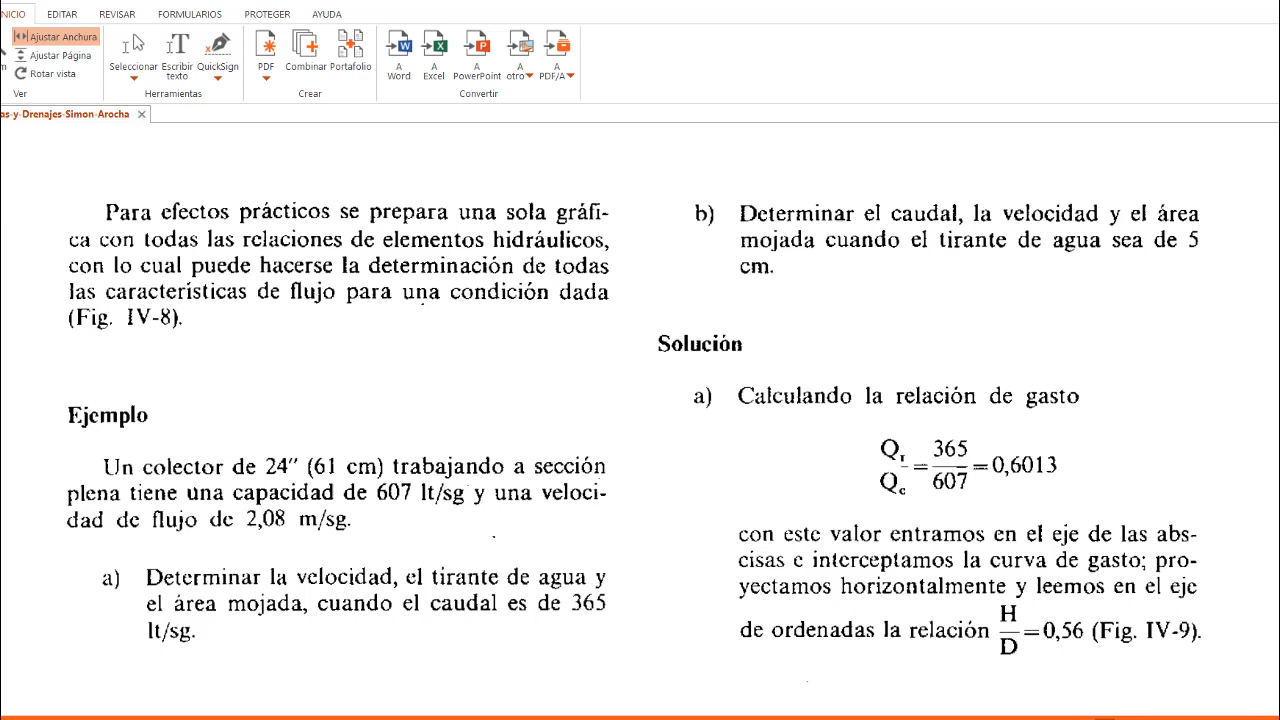 INICIO EDITAR REVISAR FORMULARIOS PROTEGER AYUDA
Ajustar Anchura
Ajustar Página
Rotar vista
Ver
Seleccionar Escribir texto QuickSign
Herramientas
PDF Combinar Portafolio
Crear
A Word A Excel A PowerPoint A otro A PDF/A
Convertir
as-y-Drenajes-Simon-Arocha
Para efectos prácticos se prepara una sola gráfi-
ca con todas las relaciones de elementos hidráulicos,
con lo cual puede hacerse la determinación de todas
las características de flujo para una condición dada
(Fig. IV-8).
Ejemplo
Un colector de 24″ (61 cm) trabajando a sección
plena tiene una capacidad de 607 lt/sg y una veloci-
dad de flujo de 2,08 m/sg.
a) Determinar la velocidad, el tirante de agua y
el área mojada, cuando el caudal es de 365
lt/sg.
b) Determinar el caudal, la velocidad y el área
mojada cuando el tirante de agua sea de 5
cm.
Solución
a) Calculando la relación de gasto
Qr/Qc = 365/607 = 0,6013
con este valor entramos en el eje de las abs-
cisas e interceptamos la curva de gasto; pro-
yectamos horizontalmente y leemos en el eje
de ordenadas la relación H/D = 0,56 (Fig. IV-9).